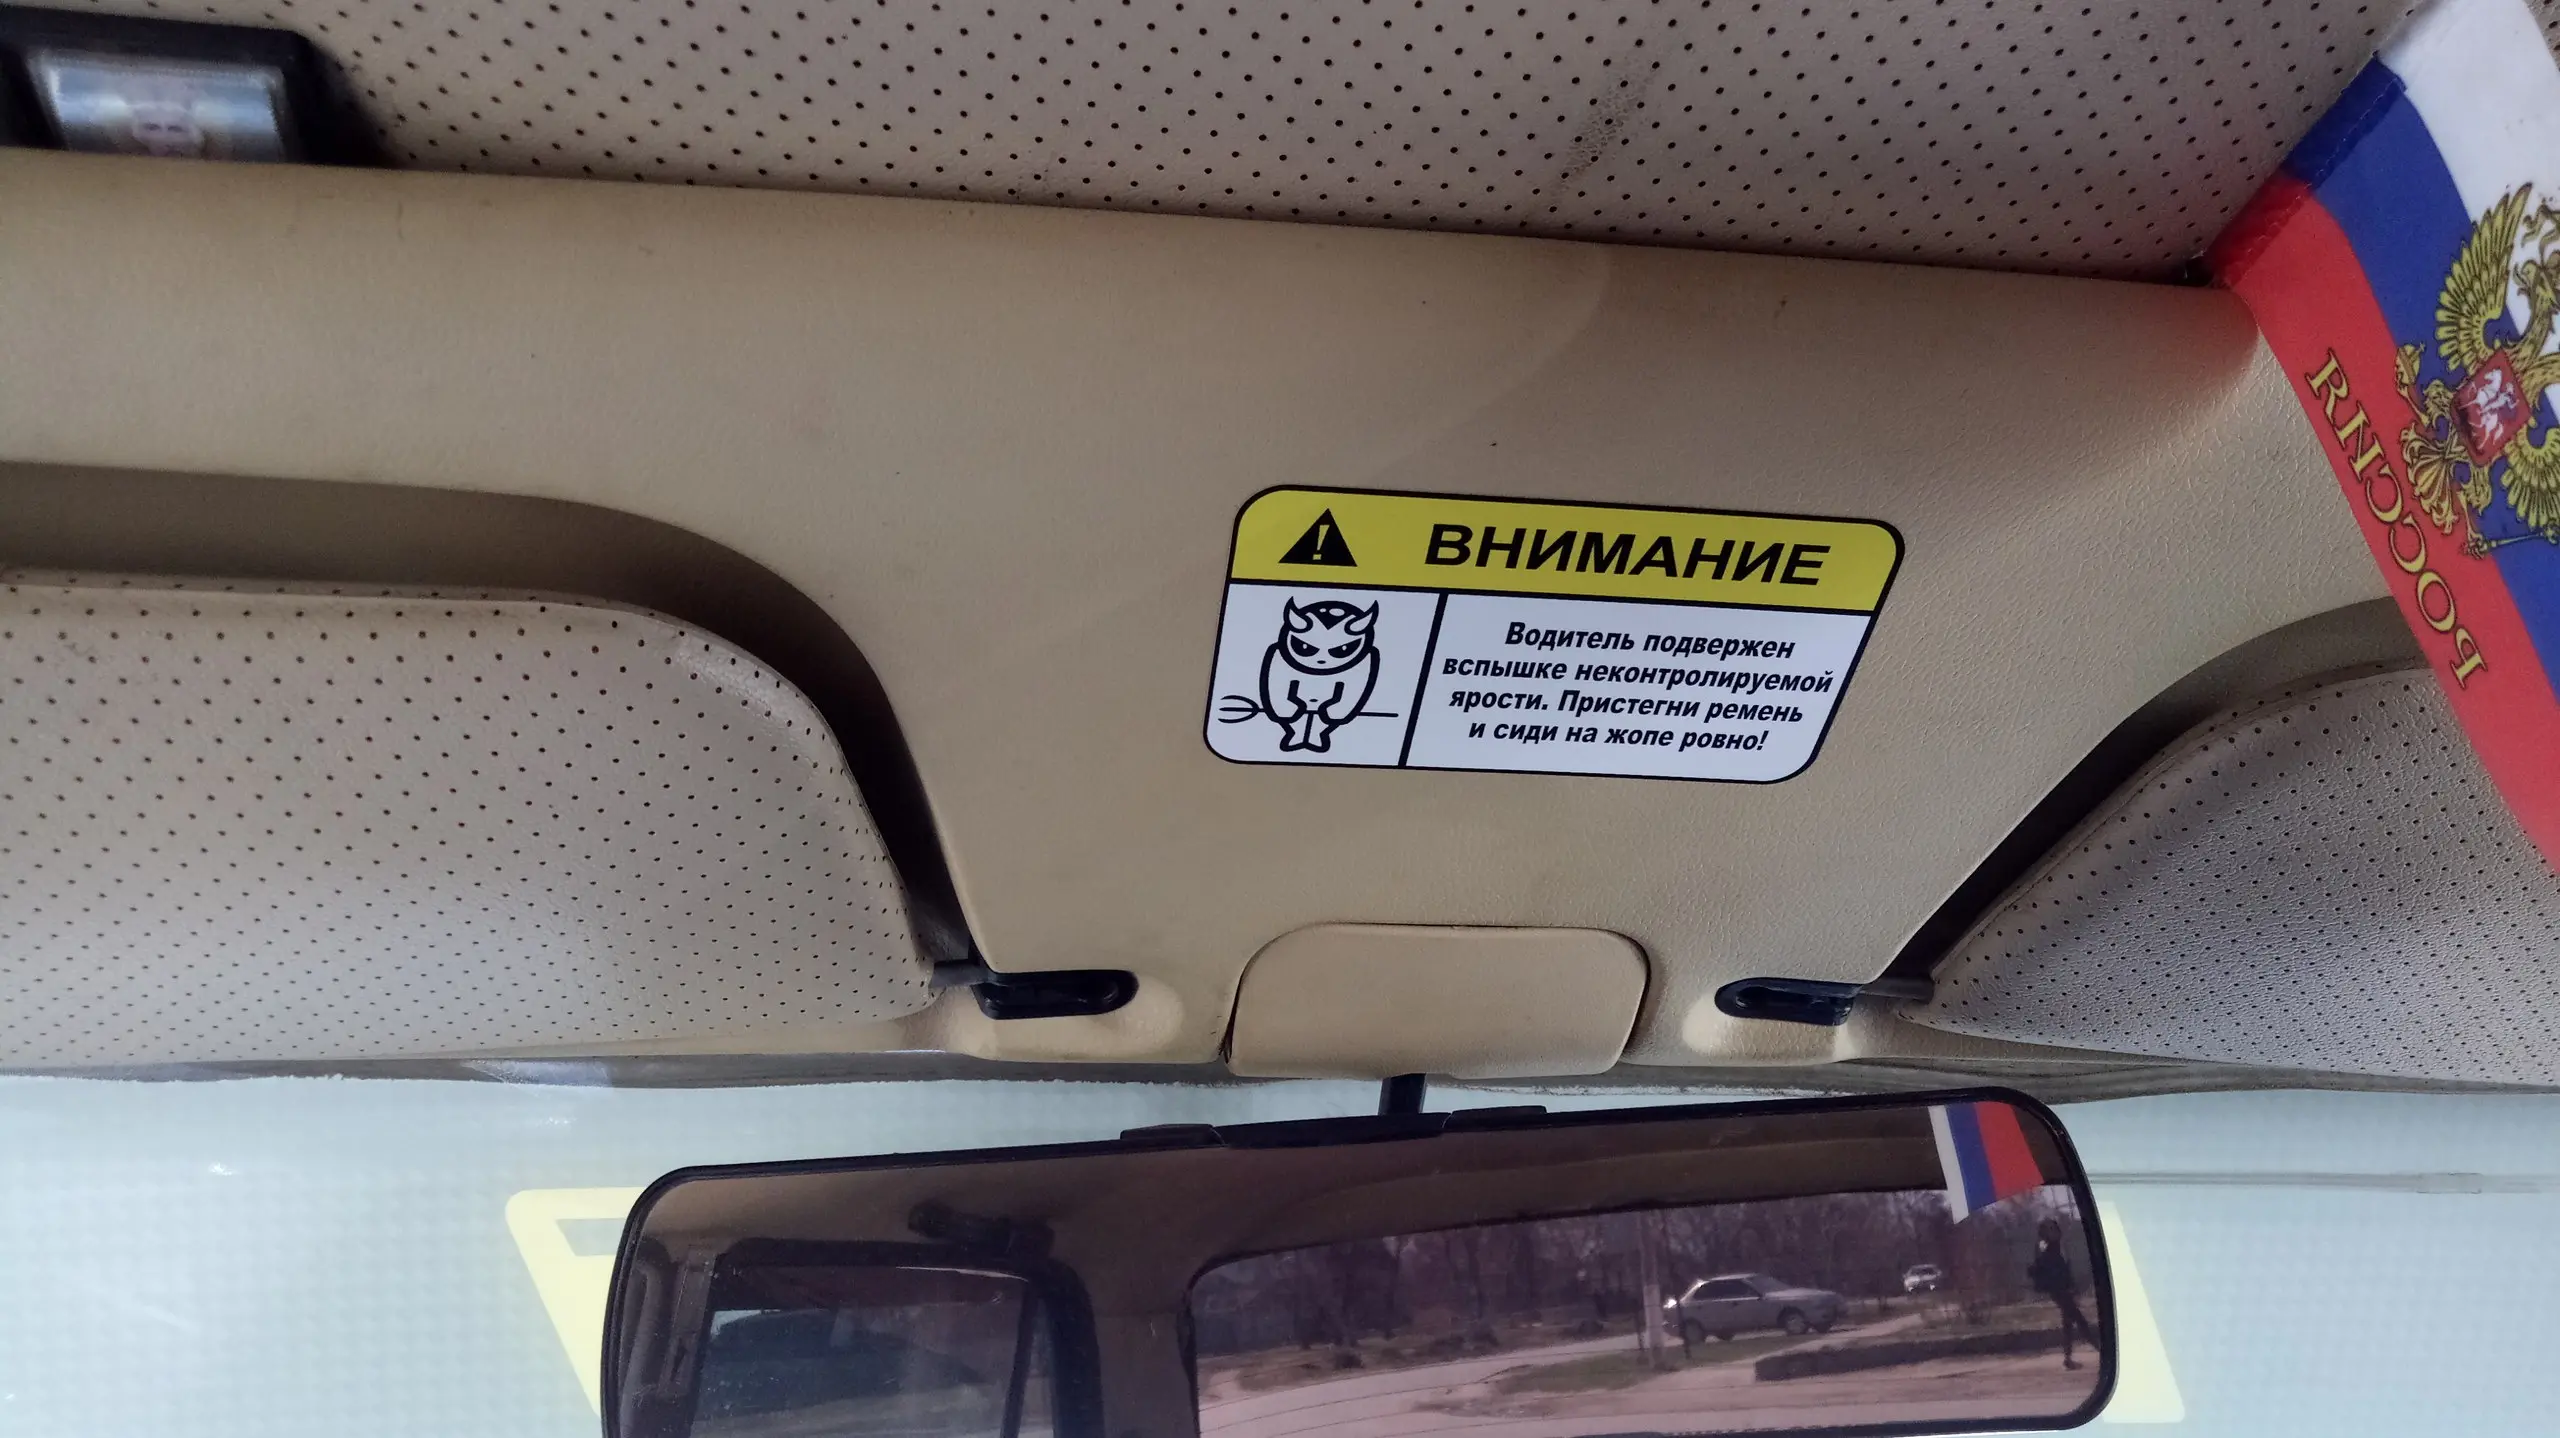 ВНИМАНИЕ
Водитель подвержен
вспышке неконтролируемой
ярости. Пристегни ремень
и сиди на жопе ровно!
РОССИЯ